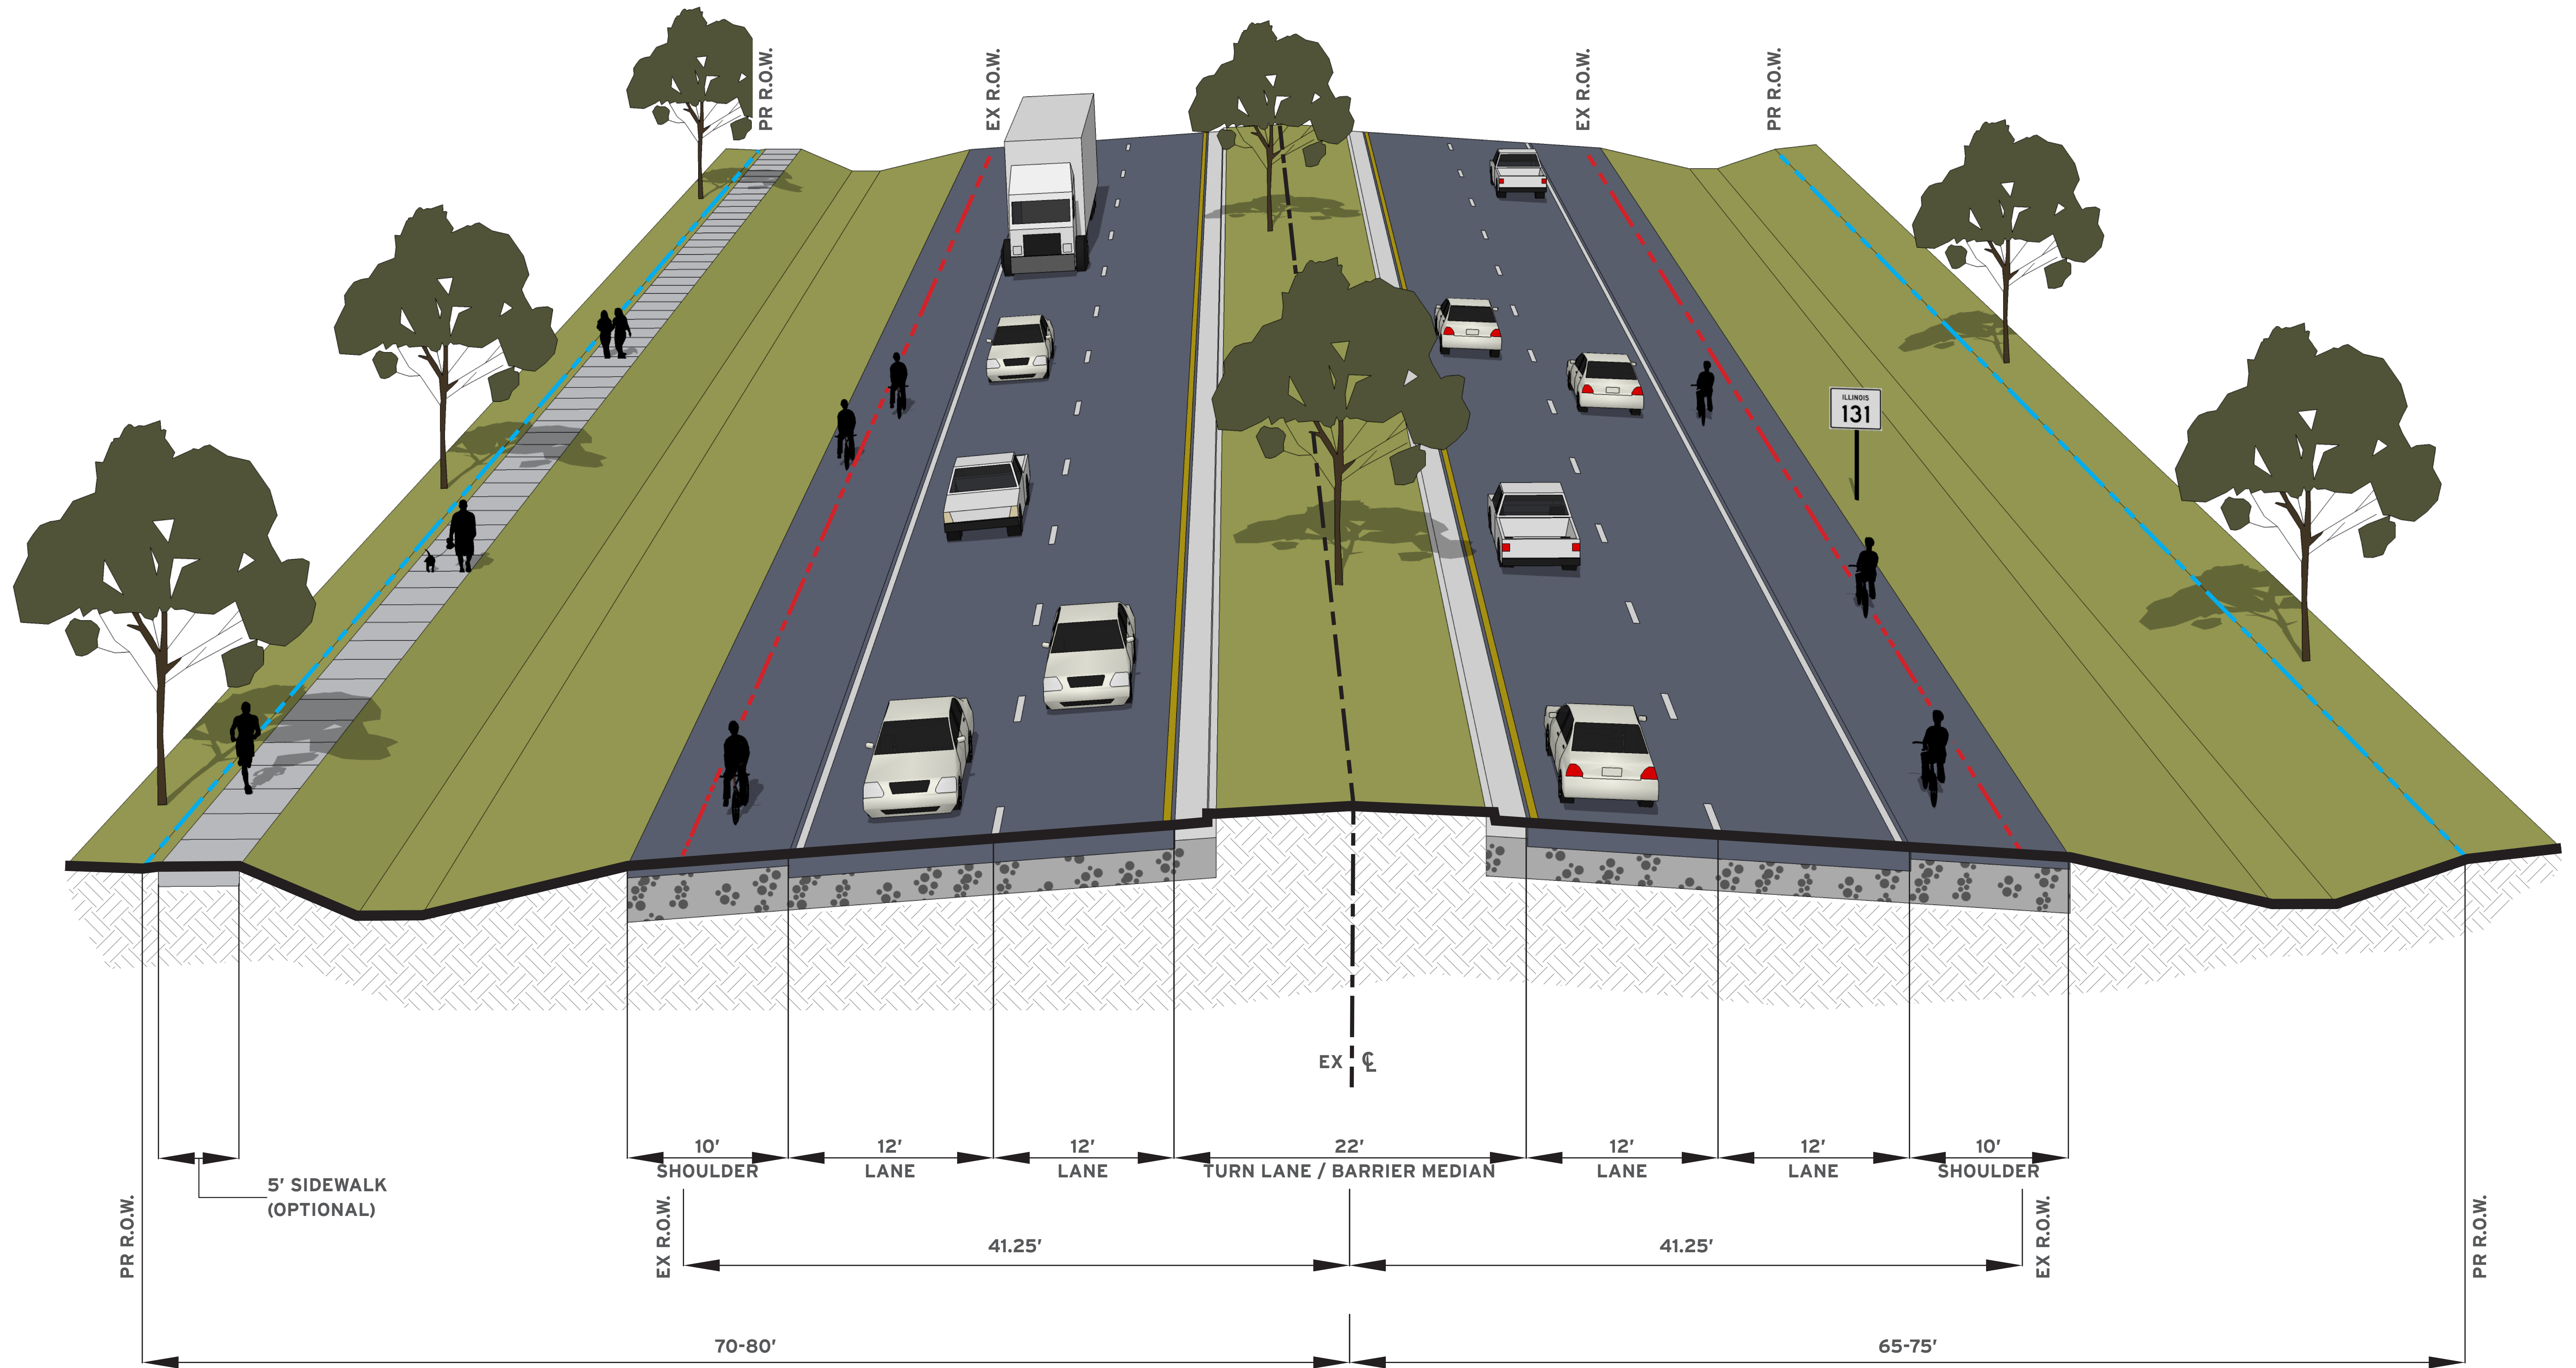 PR R.O.W.
EX R.O.W.
EX R.O.W.
PR R.O.W.
ILLINOIS
131
EX ℄
10'
SHOULDER
12'
LANE
12'
LANE
22'
TURN LANE / BARRIER MEDIAN
12'
LANE
12'
LANE
10'
SHOULDER
5' SIDEWALK
(OPTIONAL)
PR R.O.W.
EX R.O.W.
EX R.O.W.
PR R.O.W.
41.25'
41.25'
70-80'
65-75'